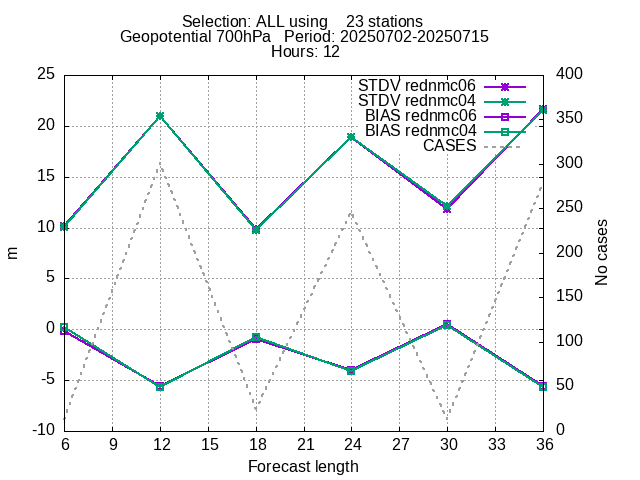 Selection: ALL using    23 stations
Geopotential 700hPa   Period: 20250702-20250715
Hours: 12
STDV rednmc06
STDV rednmc04
BIAS rednmc06
BIAS rednmc04
CASES
25
20
15
10
5
0
-5
-10
m
400
350
300
250
200
150
100
50
0
No cases
6 9 12 15 18 21 24 27 30 33 36
Forecast length